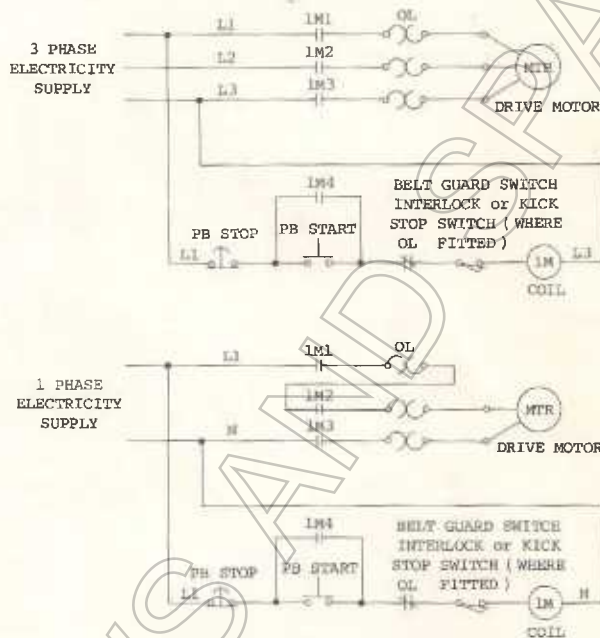 L1 1M1 OL
3 PHASE
ELECTRICITY
SUPPLY
L2 1M2
MTR
L3 1M3
DRIVE MOTOR
1M4
BELT GUARD SWITCH
INTERLOCK or KICK
STOP SWITCH ( WHERE
OL FITTED )
PB STOP PB START
L1 1M L3
COIL
L1 1M1 OL
1 PHASE
ELECTRICITY
SUPPLY
1M2
MTR
N 1M3
DRIVE MOTOR
1M4
BELT GUARD SWITCH
INTERLOCK or KICK
STOP SWITCH ( WHERE
OL FITTED )
PB STOP PB START
L1 1M N
COIL
S AND SPA